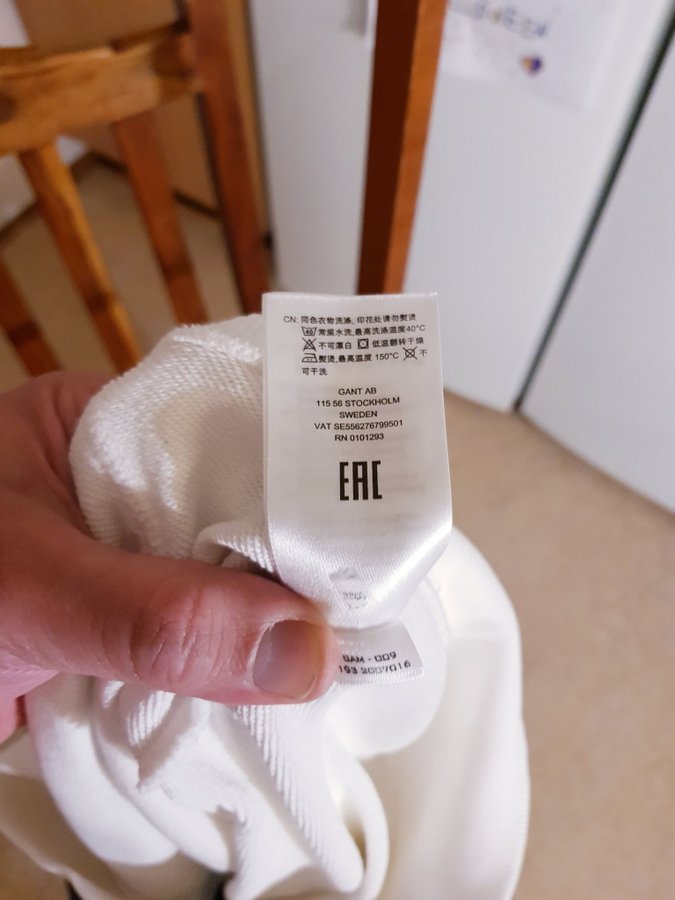 CN: 同色衣物洗涤, 印花处请勿熨烫
40 常规水洗,最高洗涤温度40°C
不可漂白 低温翻转干燥
熨烫,最高温度 150°C 不
可干洗
GANT AB
115 56 STOCKHOLM
SWEDEN
VAT SE556276799501
RN 0101293
EAC
GAM - 009
193 2007016